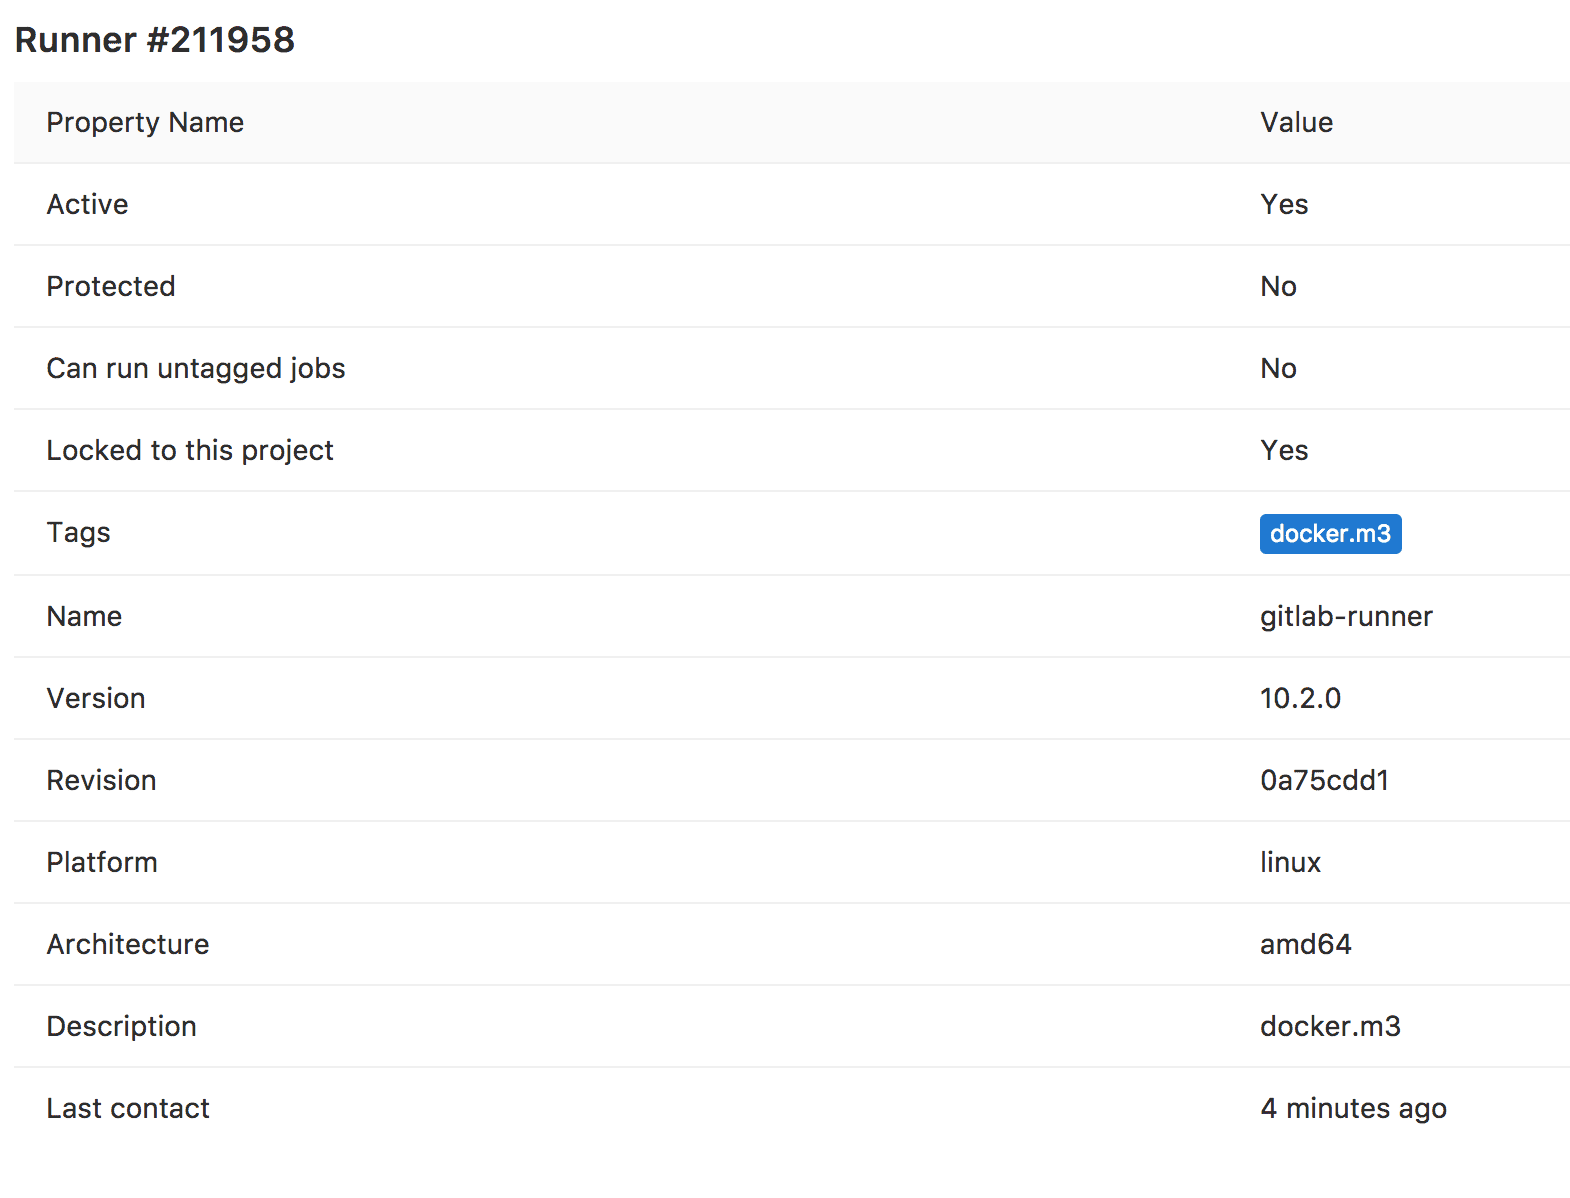 Runner #211958
Property Name Value
Active Yes
Protected No
Can run untagged jobs No
Locked to this project Yes
Tags docker.m3
Name gitlab-runner
Version 10.2.0
Revision 0a75cdd1
Platform linux
Architecture amd64
Description docker.m3
Last contact 4 minutes ago